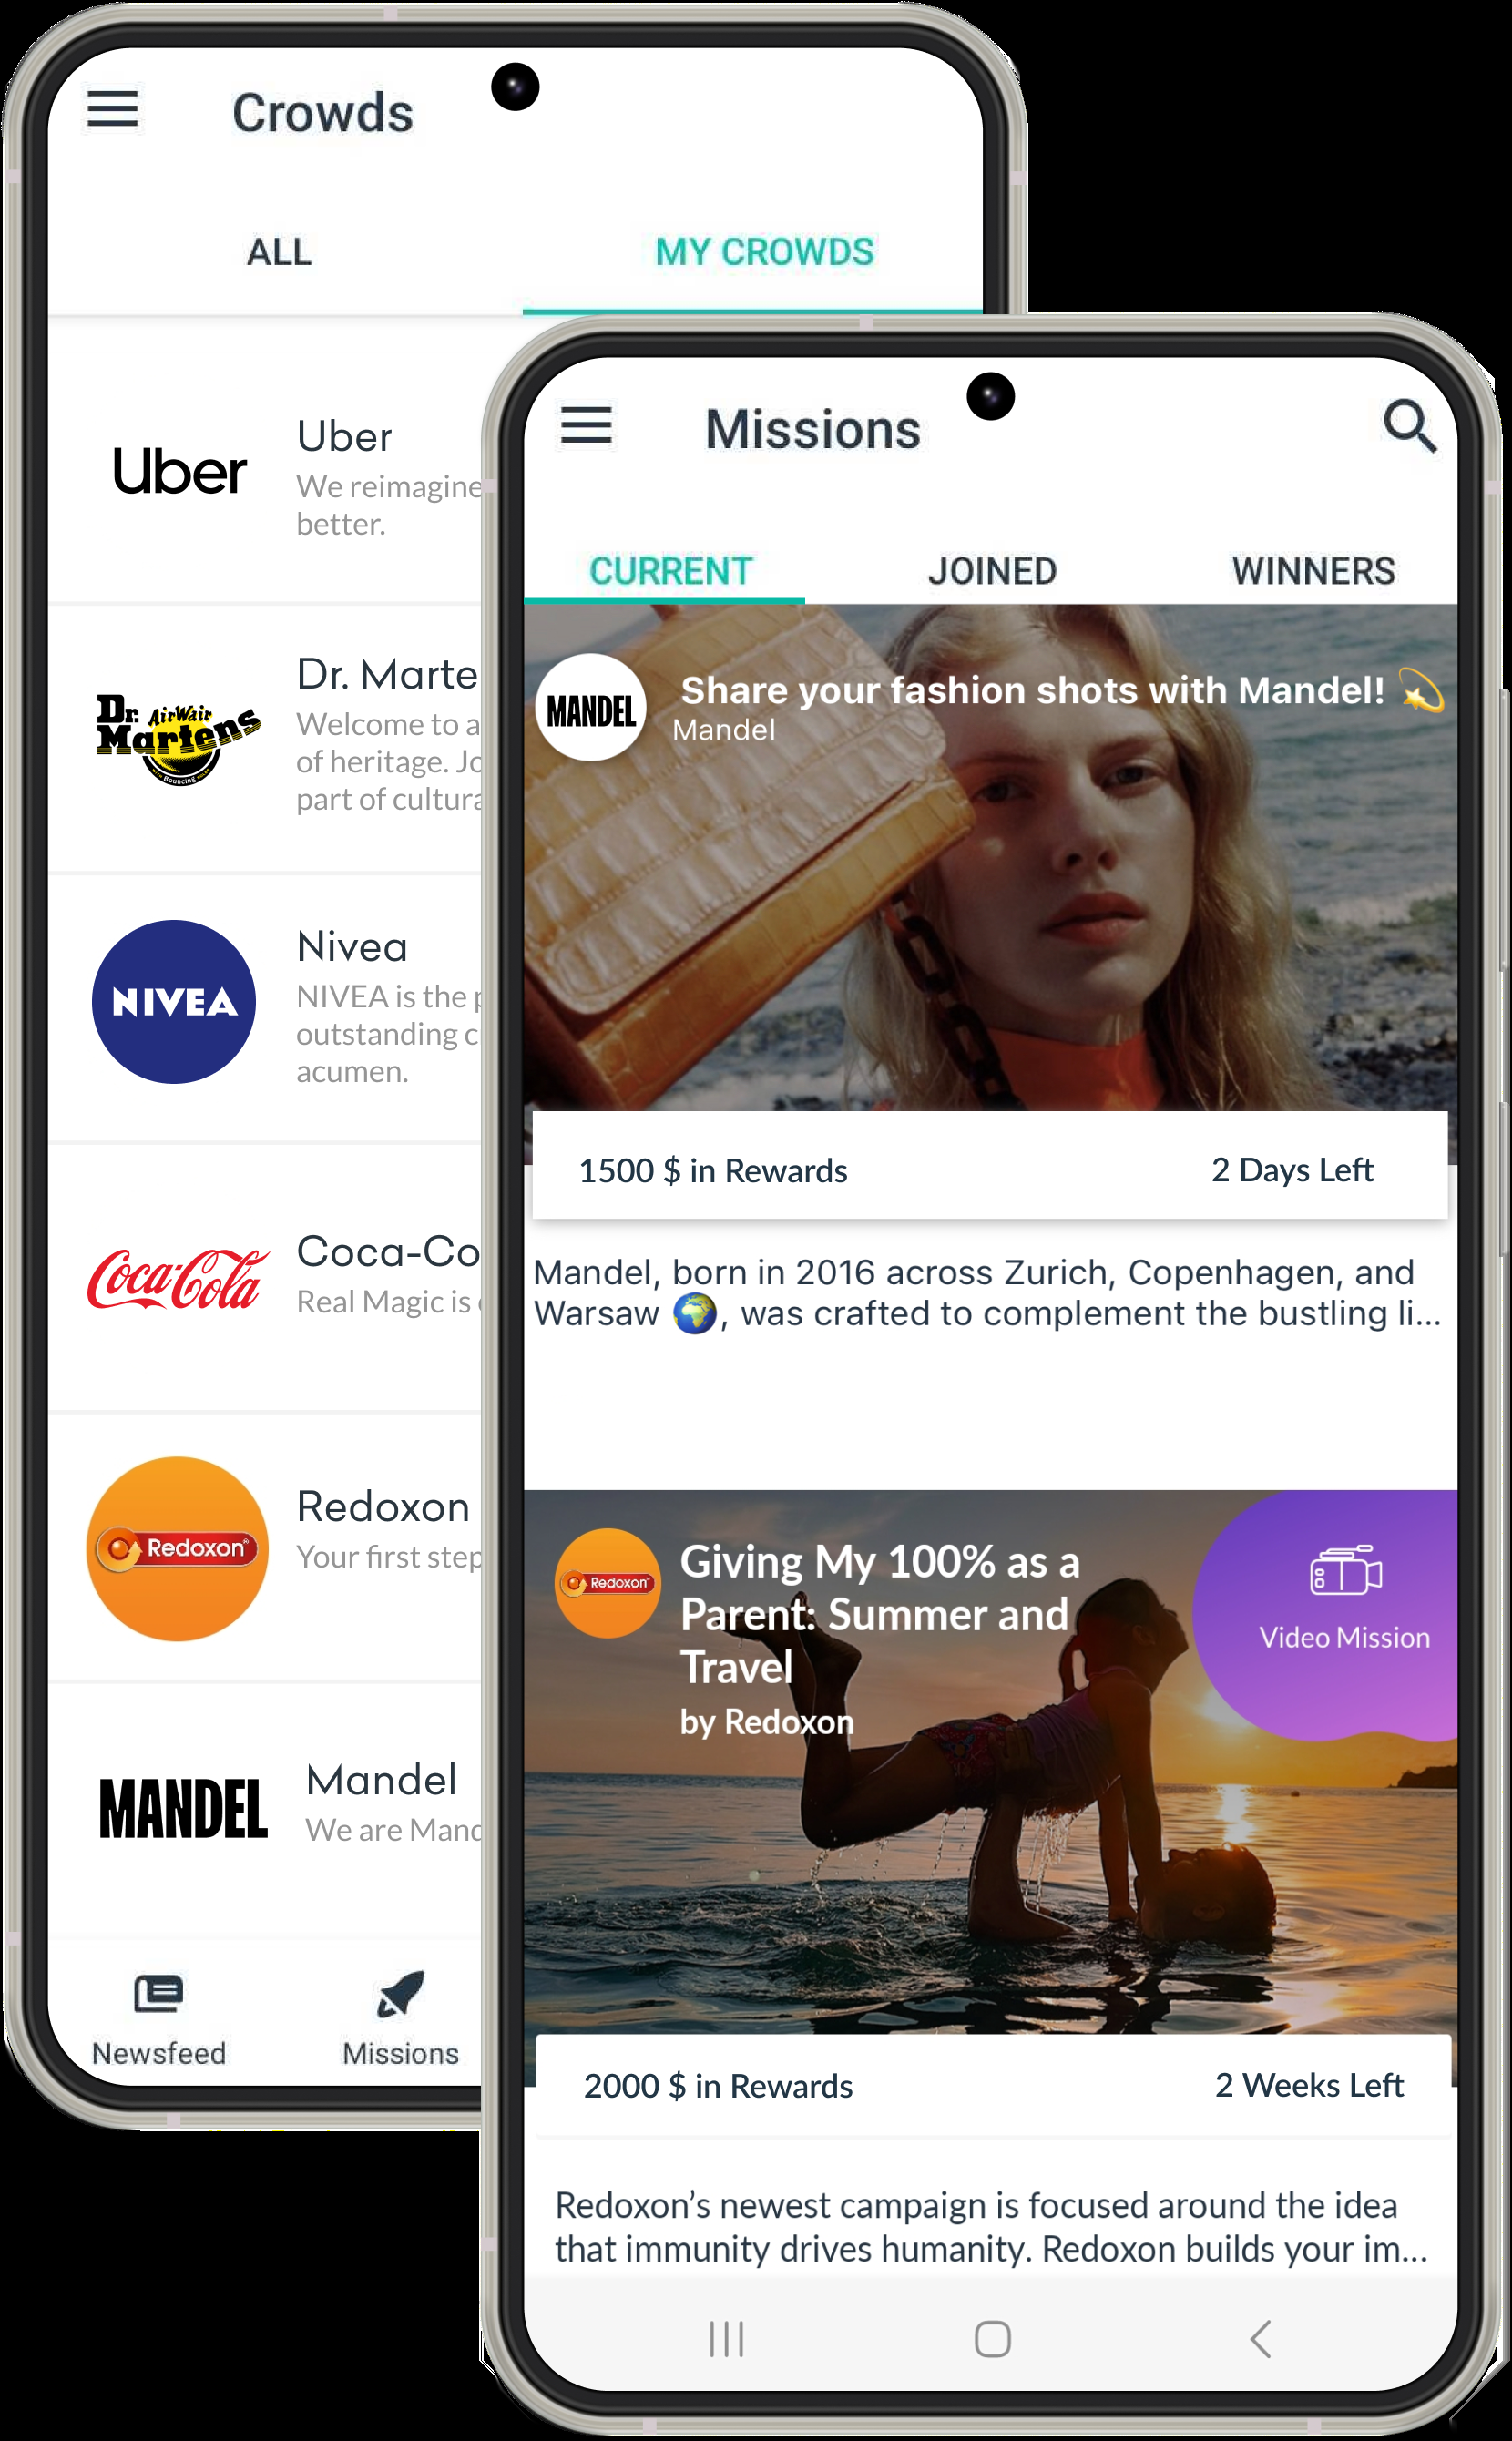 Crowds
ALL
MY CROWDS
Uber
Uber
We reimagine
better.
Dr. Martens
AirWair
WITH Bouncing SOLES
Dr. Marte
Welcome to a
of heritage. Jo
part of cultura
NIVEA
Nivea
NIVEA is the p
outstanding c
acumen.
Coca-Cola
Coca-Co
Real Magic is
Redoxon®
Redoxon
Your first step
MANDEL
Mandel
We are Mand
Newsfeed
Missions
Missions
CURRENT
JOINED
WINNERS
MANDEL
Share your fashion shots with Mandel! 💫
Mandel
1500 $ in Rewards
2 Days Left
Mandel, born in 2016 across Zurich, Copenhagen, and
Warsaw 🌍, was crafted to complement the bustling li...
Redoxon®
Giving My 100% as a
Parent: Summer and
Travel
by Redoxon
Video Mission
2000 $ in Rewards
2 Weeks Left
Redoxon’s newest campaign is focused around the idea
that immunity drives humanity. Redoxon builds your im...